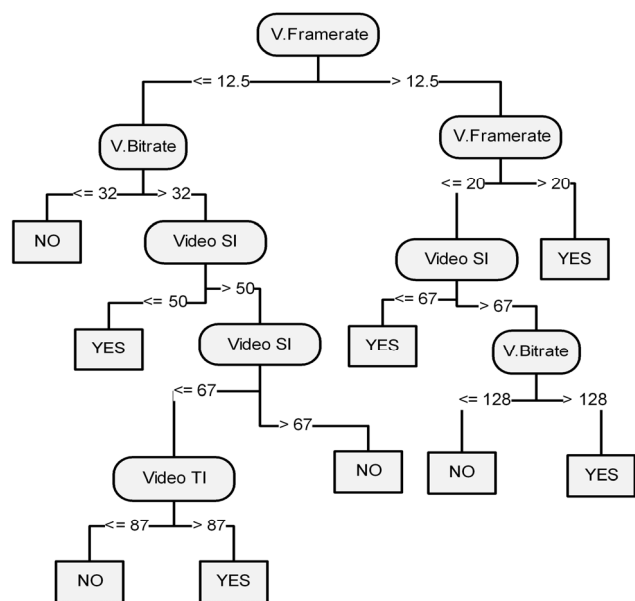 V.Framerate
<= 12.5
> 12.5
V.Bitrate
V.Framerate
<= 32
> 32
<= 20
> 20
NO
Video SI
Video SI
YES
<= 50
> 50
<= 67
> 67
YES
Video SI
YES
V.Bitrate
<= 67
> 67
<= 128
> 128
Video TI
NO
NO
YES
<= 87
> 87
NO
YES